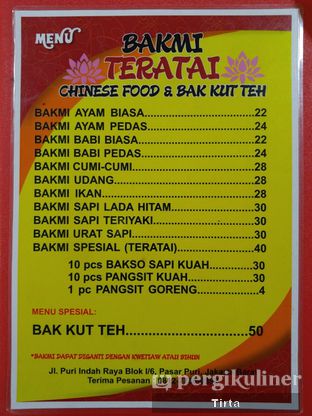 MENU
BAKMI
TERATAI
CHINESE FOOD & BAK KUT TEH
BAKMI AYAM BIASA..................22
BAKMI AYAM PEDAS..................24
BAKMI BABI BIASA..................22
BAKMI BABI PEDAS..................24
BAKMI CUMI-CUMI..................28
BAKMI UDANG..................28
BAKMI IKAN..................28
BAKMI SAPI LADA HITAM..................30
BAKMI SAPI TERIYAKI..................30
BAKMI URAT SAPI..................30
BAKMI SPESIAL (TERATAI)..................40
10 pcs BAKSO SAPI KUAH..........30
10 pcs PANGSIT KUAH..........30
1 pc PANGSIT GORENG..........4
MENU SPESIAL:
BAK KUT TEH..................50
*BAKMI DAPAT DIGANTI DENGAN KWETIAW ATAU BIHUN
Jl. Puri Indah Raya Blok I/6, Pasar Puri, Jakarta Barat
Terima Pesanan
pergikuliner
Tirta